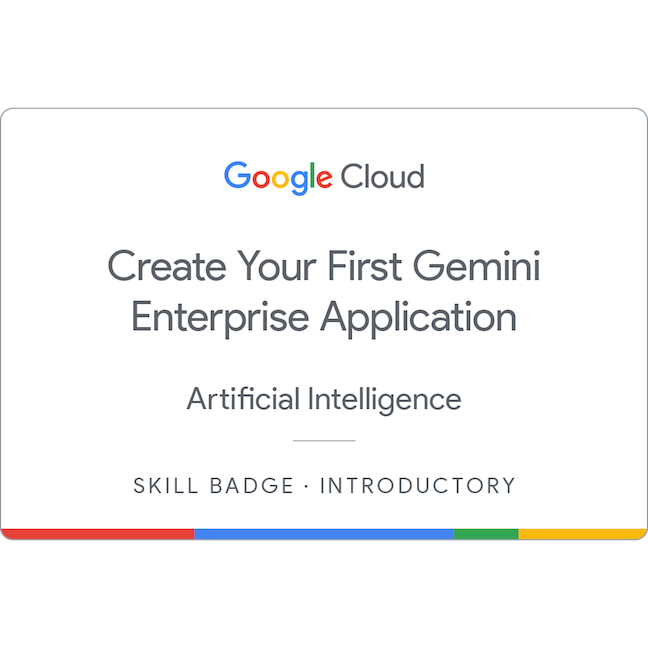 Google Cloud
Create Your First Gemini
Enterprise Application
Artificial Intelligence
SKILL BADGE · INTRODUCTORY